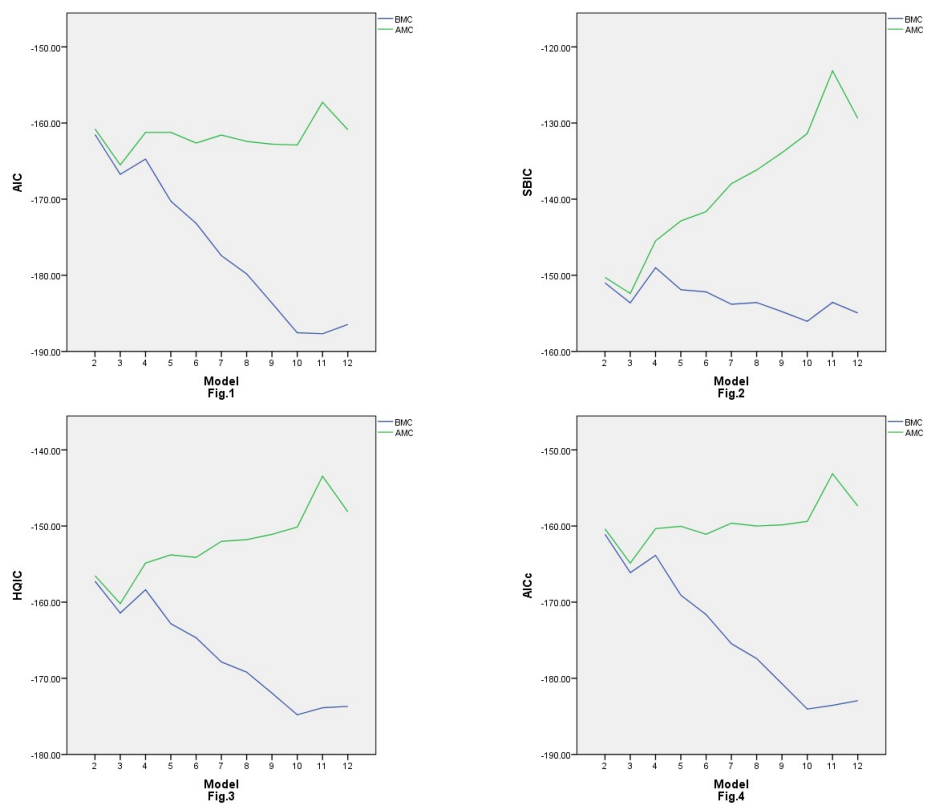 BMC
AMC
-150.00
-160.00
-170.00
-180.00
-190.00
AIC
2 3 4 5 6 7 8 9 10 11 12
Model
Fig.1
BMC
AMC
-120.00
-130.00
-140.00
-150.00
-160.00
SBIC
2 3 4 5 6 7 8 9 10 11 12
Model
Fig.2
BMC
AMC
-140.00
-150.00
-160.00
-170.00
-180.00
HQIC
2 3 4 5 6 7 8 9 10 11 12
Model
Fig.3
BMC
AMC
-150.00
-160.00
-170.00
-180.00
-190.00
AICc
2 3 4 5 6 7 8 9 10 11 12
Model
Fig.4